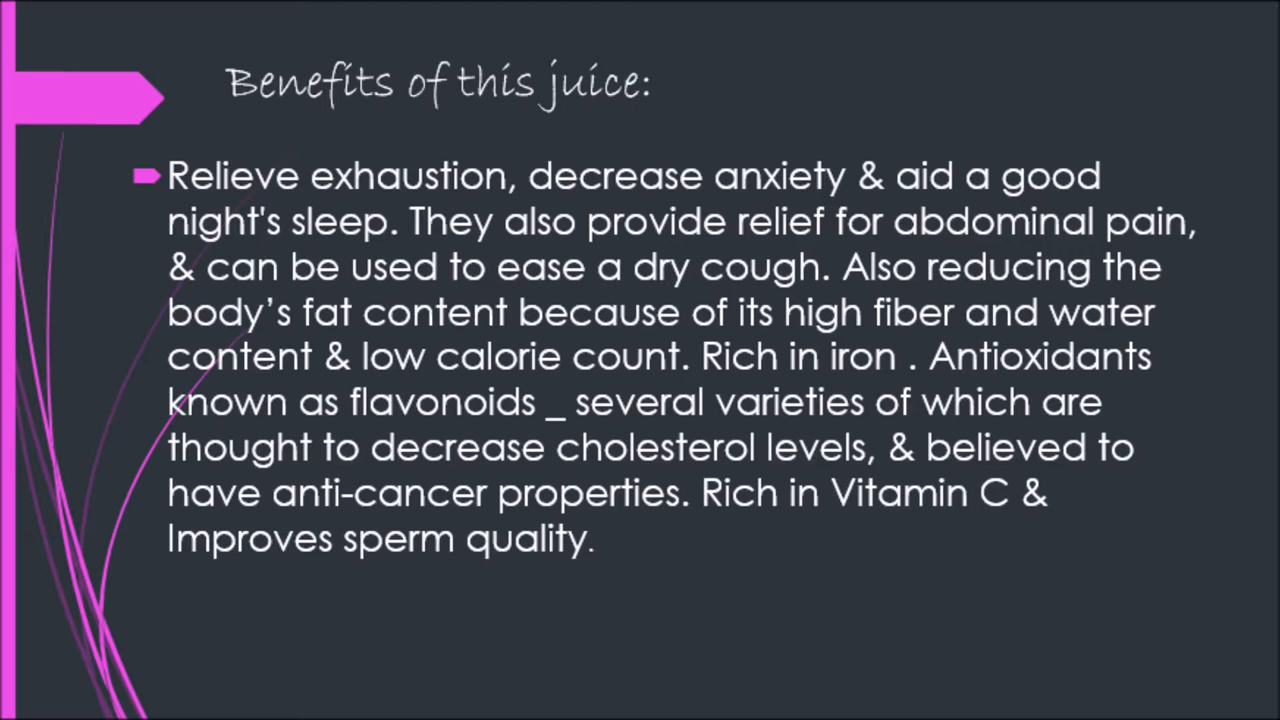 Benefits of this juice:
Relieve exhaustion, decrease anxiety & aid a good
night's sleep. They also provide relief for abdominal pain,
& can be used to ease a dry cough. Also reducing the
body’s fat content because of its high fiber and water
content & low calorie count. Rich in iron . Antioxidants
known as flavonoids _ several varieties of which are
thought to decrease cholesterol levels, & believed to
have anti-cancer properties. Rich in Vitamin C &
Improves sperm quality.